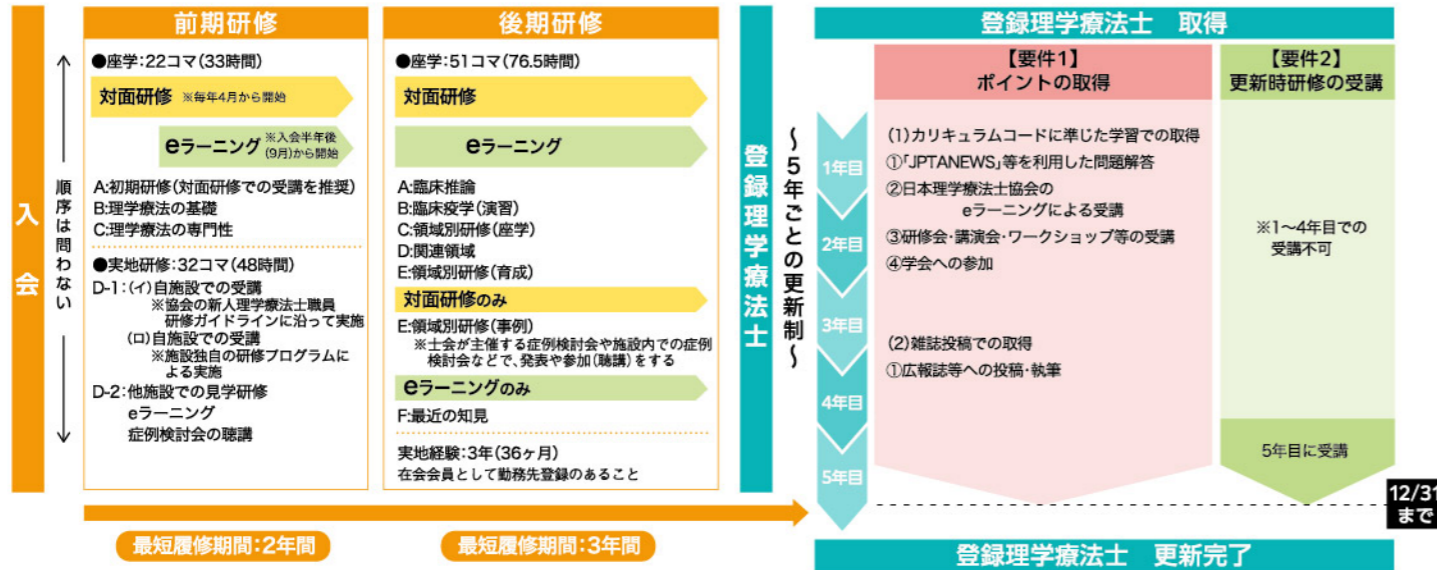 入会
順序は問わない
前期研修
●座学:22コマ(33時間)
対面研修 ※毎年4月から開始
eラーニング ※入会半年後
(9月)から開始
A:初期研修(対面研修での受講を推奨)
B:理学療法の基礎
C:理学療法の専門性
●実地研修:32コマ(48時間)
D-1:(イ)自施設での受講
※協会の新人理学療法士職員
研修ガイドラインに沿って実施
(ロ)自施設での受講
※施設独自の研修プログラムに
よる実施
D-2:他施設での見学研修
eラーニング
症例検討会の聴講
最短履修期間:2年間
後期研修
●座学:51コマ(76.5時間)
対面研修
eラーニング
A:臨床推論
B:臨床疫学(演習)
C:領域別研修(座学)
D:関連領域
E:領域別研修(育成)
対面研修のみ
E:領域別研修(事例)
※士会が主催する症例検討会や施設内での症例
検討会などで、発表や参加(聴講)をする
eラーニングのみ
F:最近の知見
実地経験:3年(36ヶ月)
在会会員として勤務先登録のあること
最短履修期間:3年間
登録理学療法士
～5年ごとの更新制～
登録理学療法士 取得
1年目
2年目
3年目
4年目
5年目
【要件1】
ポイントの取得
(1)カリキュラムコードに準じた学習での取得
①「JPTANEWS」等を利用した問題解答
②日本理学療法士協会の
eラーニングによる受講
③研修会・講演会・ワークショップ等の受講
④学会への参加
(2)雑誌投稿での取得
①広報誌等への投稿・執筆
【要件2】
更新時研修の受講
※1～4年目での
受講不可
5年目に受講
12/31
まで
登録理学療法士 更新完了